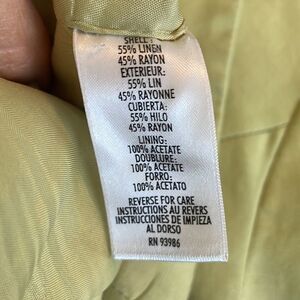 SHELL:
55% LINEN
45% RAYON
EXTERIEUR:
55% LIN
45% RAYONNE
CUBIERTA:
55% HILO
45% RAYON
LINING:
100% ACETATE
DOUBLURE:
100% ACETATE
FORRO:
100% ACETATO
REVERSE FOR CARE
INSTRUCTIONS AU REVERS
INSTRUCCIONES DE IMPIEZA
AL DORSO
RN 93986